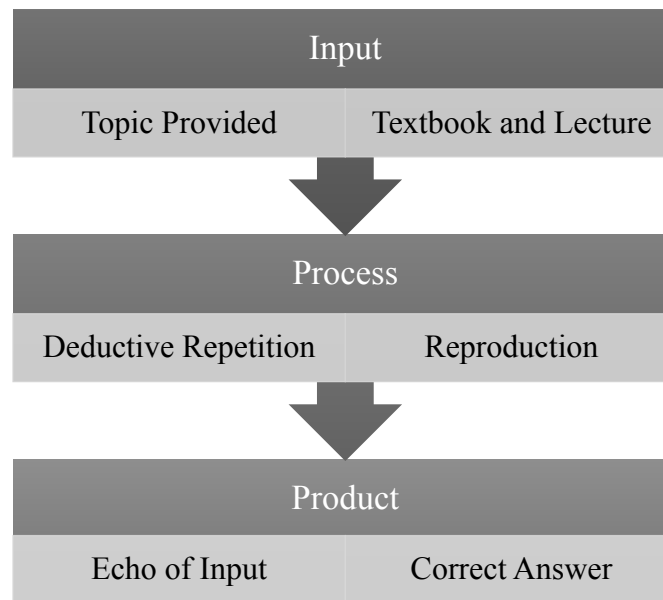 Input
Topic Provided
Textbook and Lecture
Process
Deductive Repetition
Reproduction
Product
Echo of Input
Correct Answer